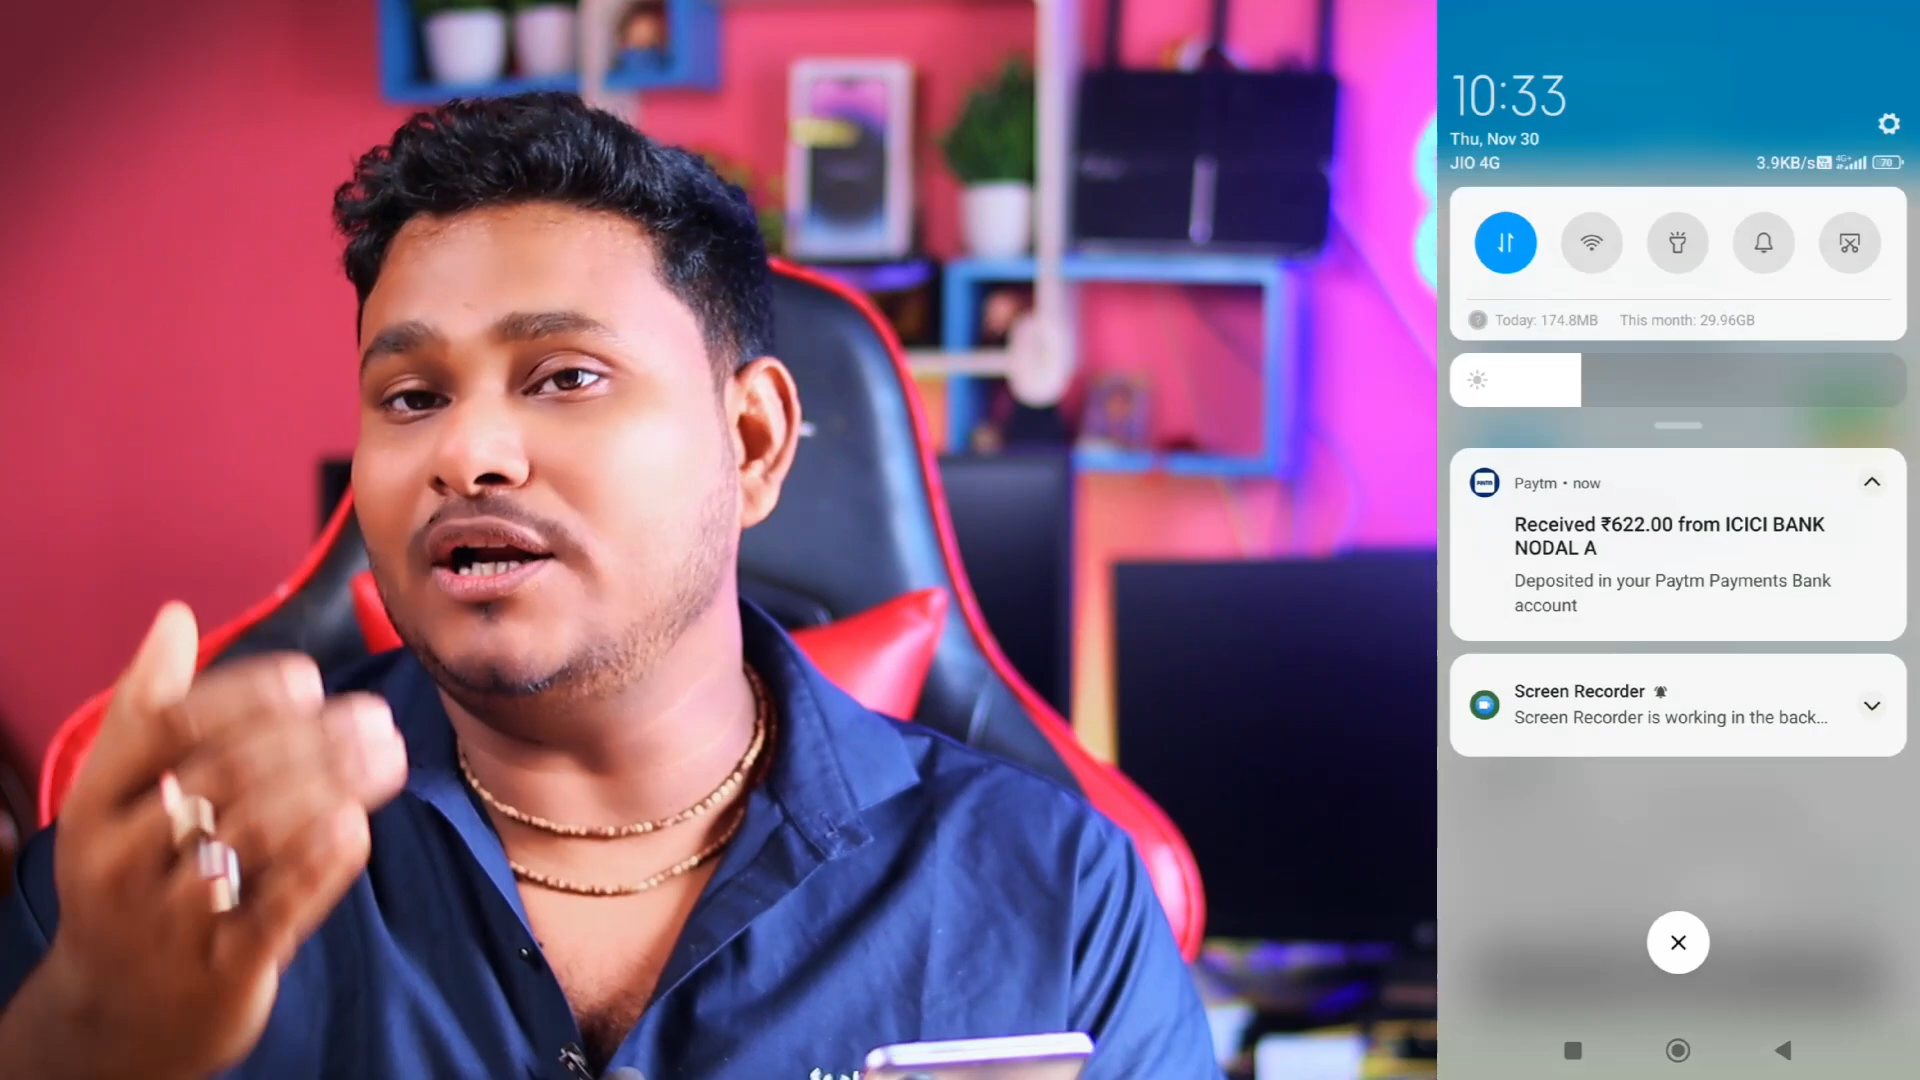 10:33
Thu, Nov 30
JIO 4G
3.9KB/s
4G+
70
Today: 174.8MB This month: 29.96GB
Paytm • now
Received ₹622.00 from ICICI BANK
NODAL A
Deposited in your Paytm Payments Bank
account
Screen Recorder
Screen Recorder is working in the back...